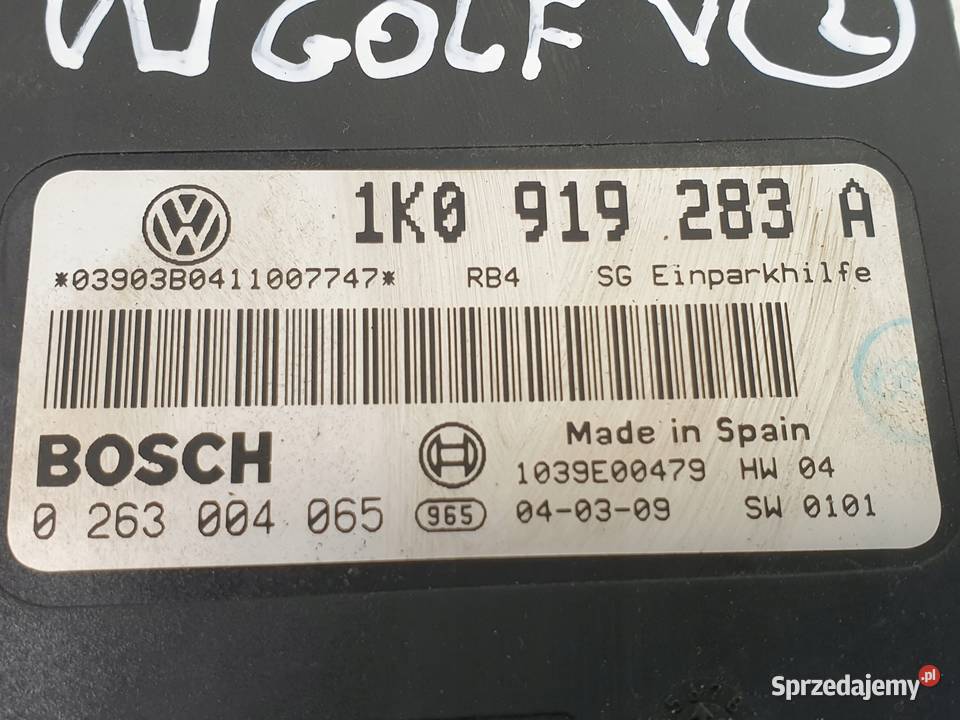 VW GOLF V L
1K0 919 283 A
*03903B0411007747* RB4 SG Einparkhilfe
BOSCH
Made in Spain
1039E00479 HW 04
0 263 004 065 965 04-03-09 SW 0101
Sprzedajemy.pl